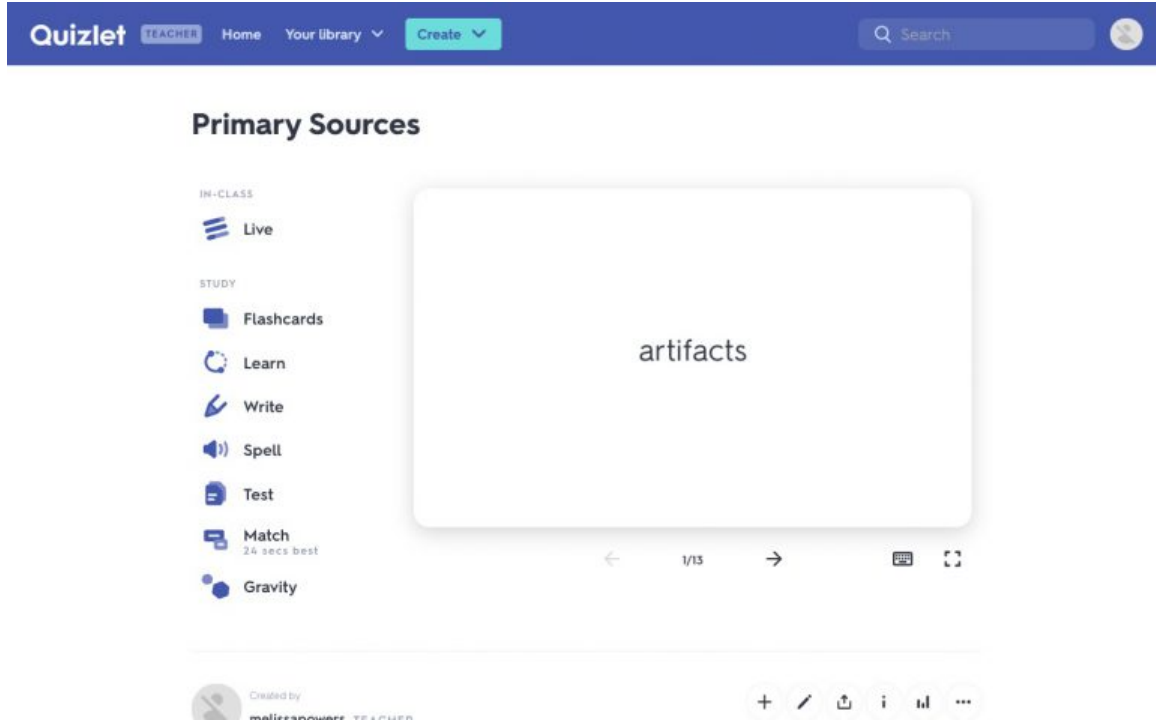 Quizlet TEACHER Home Your library Create Search
Primary Sources
IN-CLASS
Live
STUDY
Flashcards
Learn
Write
Spell
Test
Match
24 secs best
Gravity
artifacts
1/13
Created by
melissapowers TEACHER